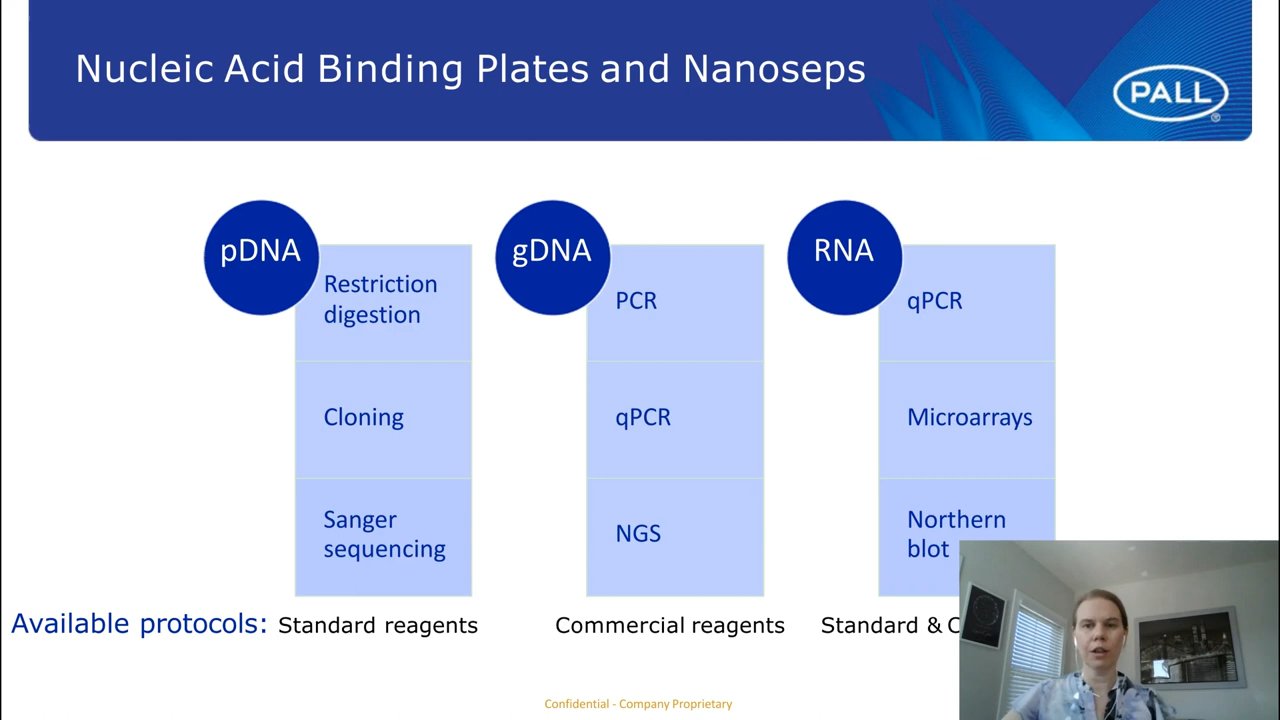 Nucleic Acid Binding Plates and Nanoseps
PALL
®
pDNA
Restriction
digestion
Cloning
Sanger
sequencing
gDNA
PCR
qPCR
NGS
RNA
qPCR
Microarrays
Northern
blot
Available protocols:
Standard reagents
Commercial reagents
Standard &
Confidential - Company Proprietary